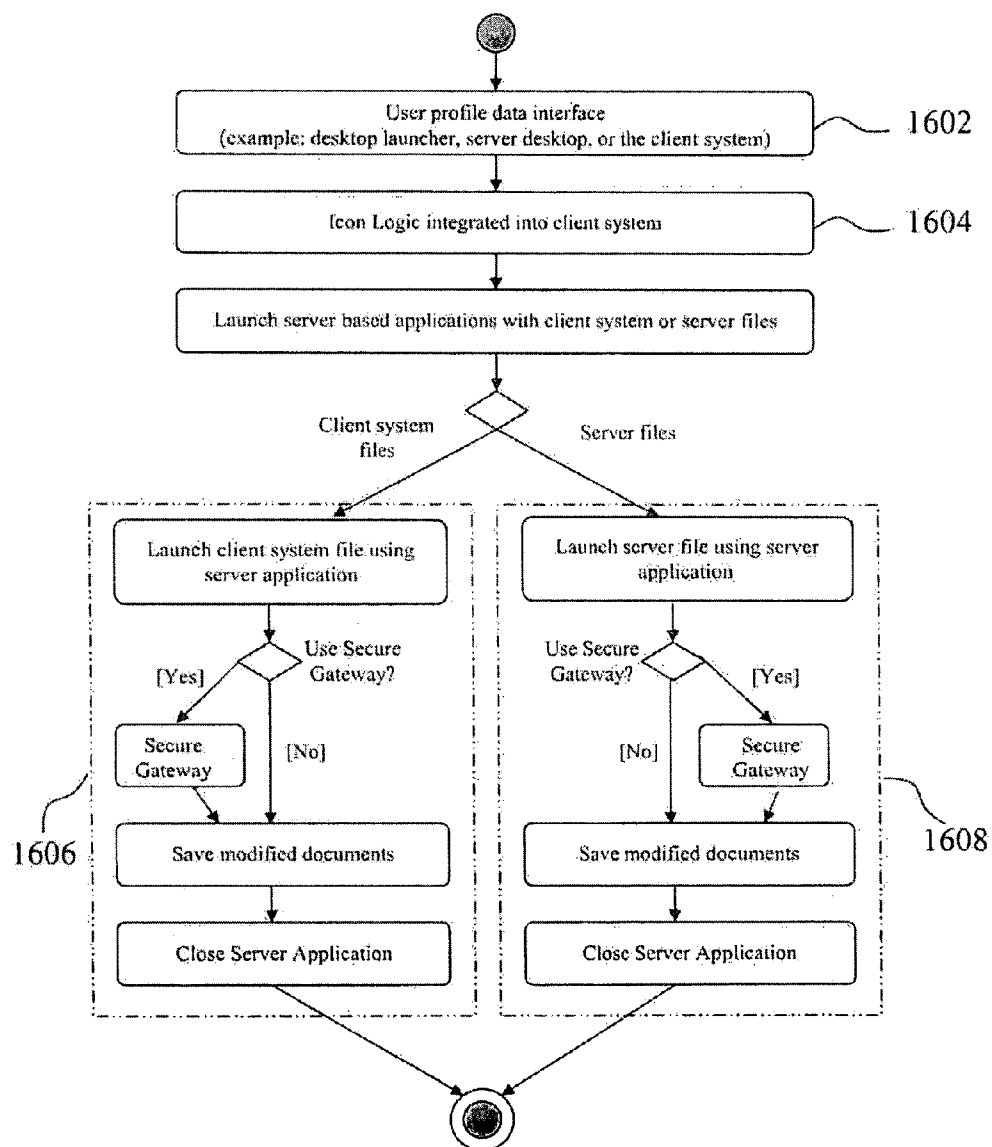 User profile data interface
(example: desktop launcher, server desktop, or the client system)
1602
Icon Logic integrated into client system
1604
Launch server based applications with client system or server files
Client system
files
Server files
Launch client system file using
server application
Use Secure
Gateway?
[Yes]
[No]
Secure
Gateway
Save modified documents
Close Server Application
1606
Launch server file using server
application
Use Secure
Gateway?
[Yes]
[No]
Secure
Gateway
Save modified documents
Close Server Application
1608